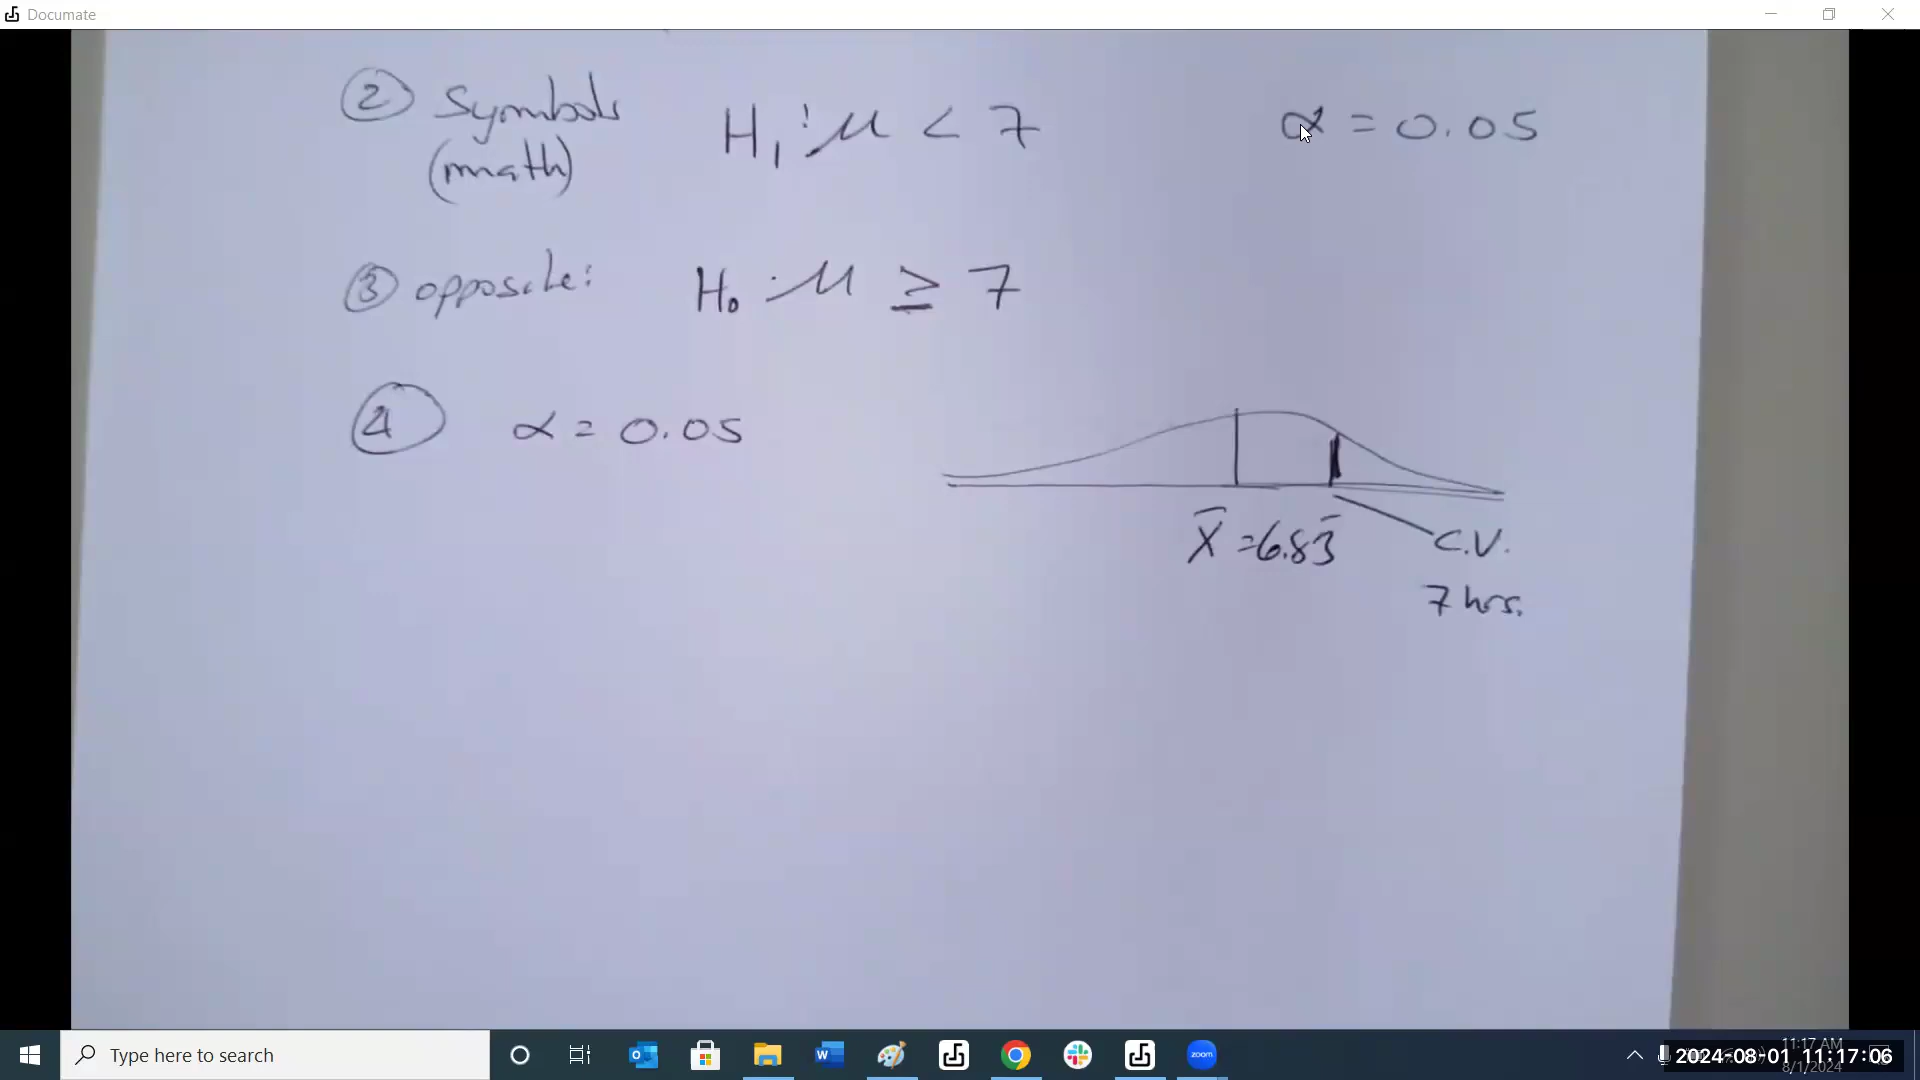 Documate
② Symbols H₁: μ < 7 α = 0.05
(math)
③ opposite: H₀: μ ≥ 7
④ α = 0.05
X̄ = 6.83̄ C.V.
7 hrs.
Type here to search
zoom
11:17 AM
2024-08-01 11:17:06
8/1/2024